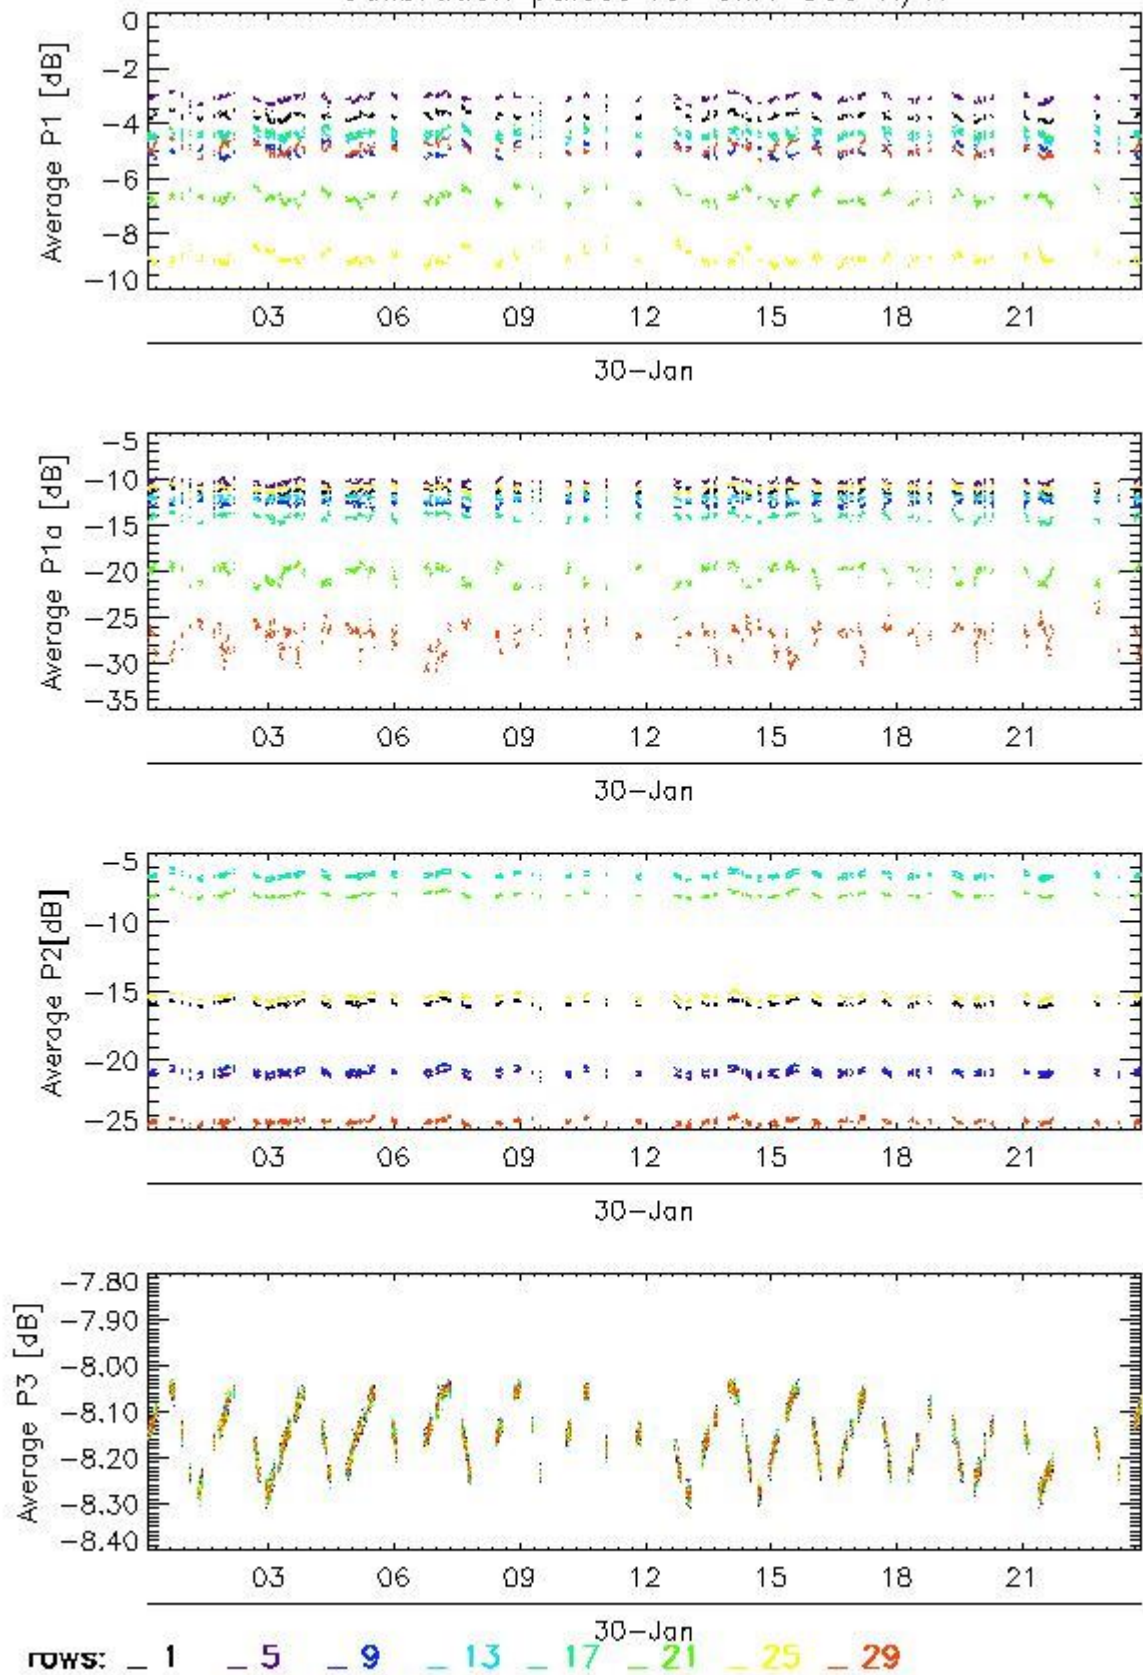 0
Average P1 [dB]
−2
−4
−6
−8
−10
03 06 09 12 15 18 21
30−Jan
−5
Average P1a [dB]
−10
−15
−20
−25
−30
−35
03 06 09 12 15 18 21
30−Jan
−5
Average P2[dB]
−10
−15
−20
−25
03 06 09 12 15 18 21
30−Jan
−7.80
Average P3 [dB]
−7.90
−8.00
−8.10
−8.20
−8.30
−8.40
03 06 09 12 15 18 21
30−Jan
rows: _ 1 _ 5 _ 9 _ 13 _ 17 _ 21 _ 25 _ 29